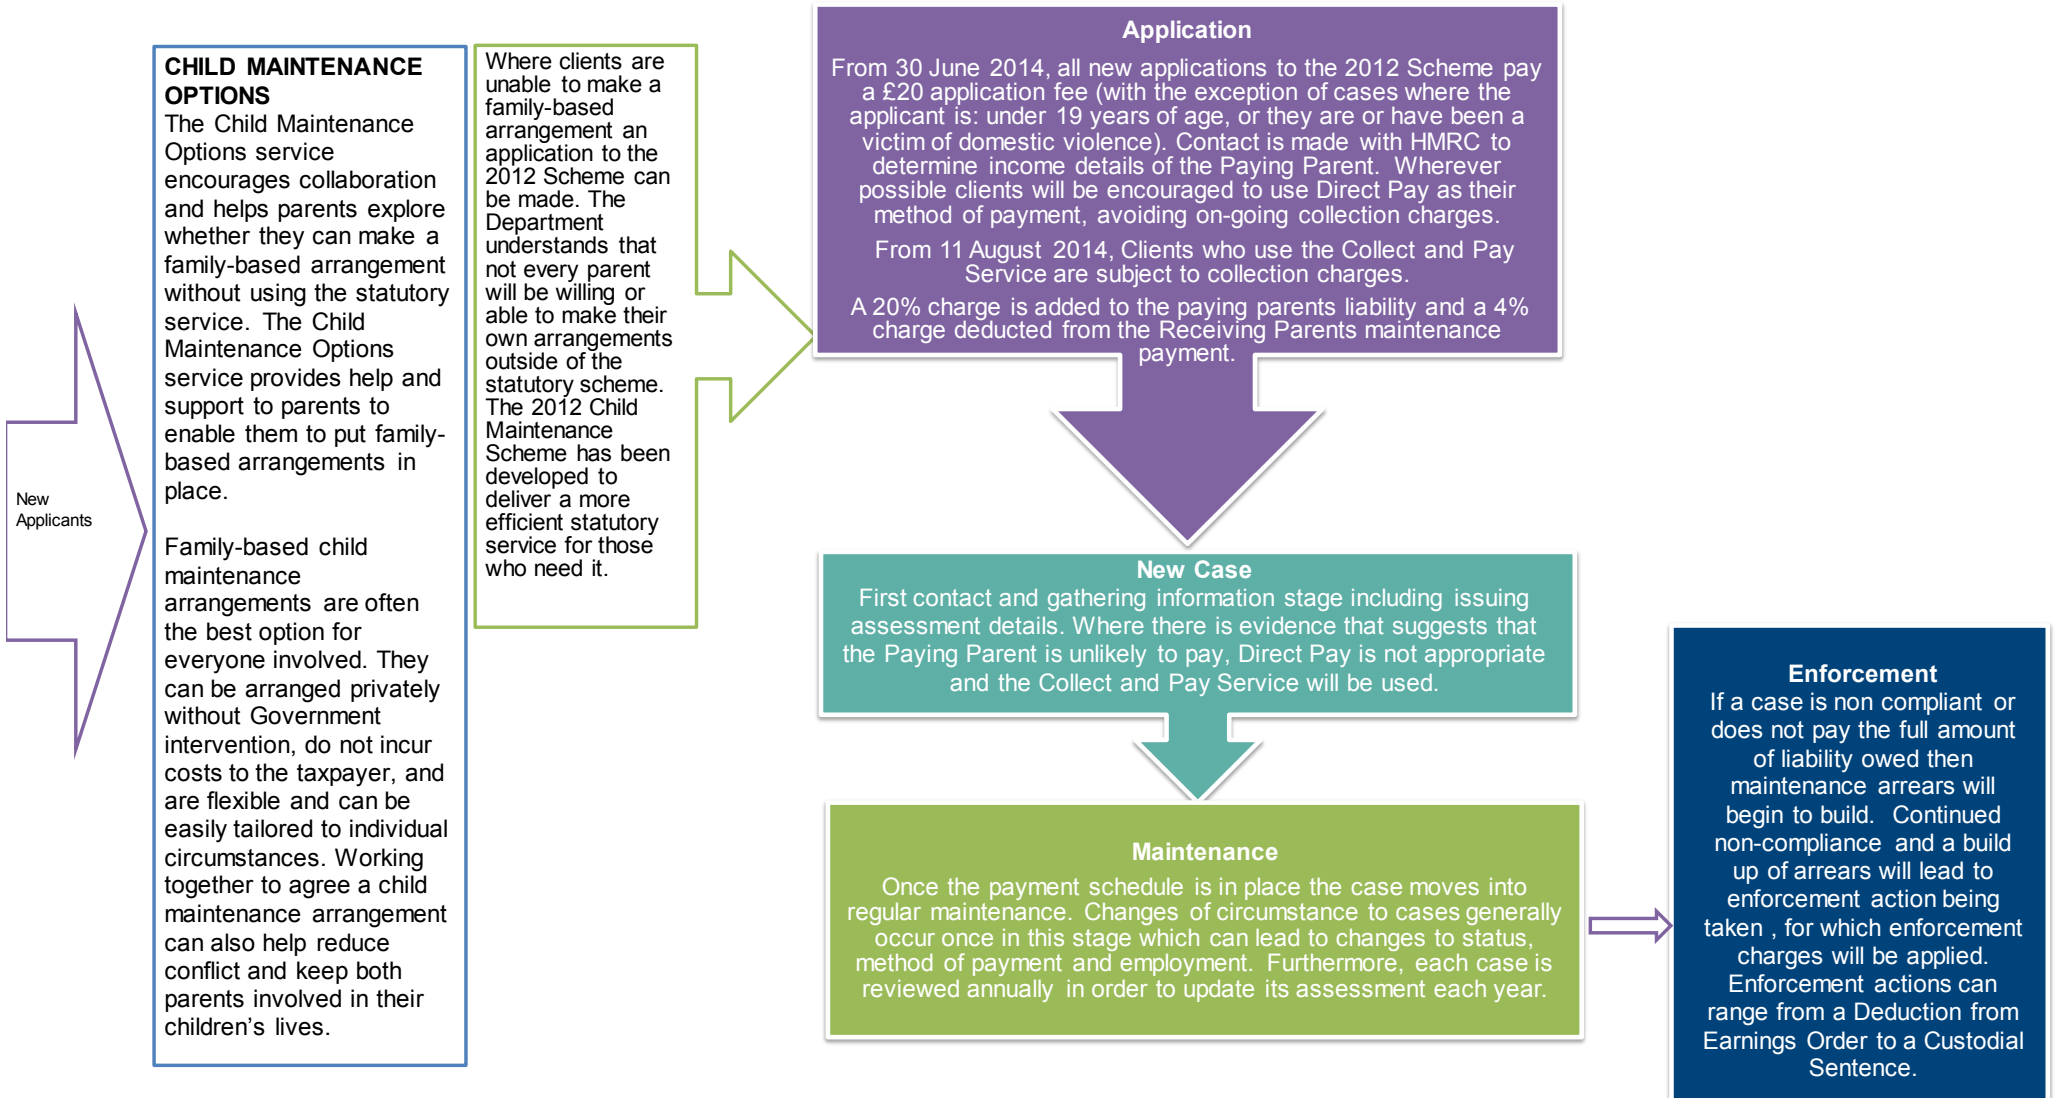 New
Applicants
CHILD MAINTENANCE
OPTIONS
The Child Maintenance
Options service
encourages collaboration
and helps parents explore
whether they can make a
family-based arrangement
without using the statutory
service. The Child
Maintenance Options
service provides help and
support to parents to
enable them to put family-
based arrangements in
place.
Family-based child
maintenance
arrangements are often
the best option for
everyone involved. They
can be arranged privately
without Government
intervention, do not incur
costs to the taxpayer, and
are flexible and can be
easily tailored to individual
circumstances. Working
together to agree a child
maintenance arrangement
can also help reduce
conflict and keep both
parents involved in their
children’s lives.
Where clients are
unable to make a
family-based
arrangement an
application to the
2012 Scheme can
be made. The
Department
understands that
not every parent
will be willing or
able to make their
own arrangements
outside of the
statutory scheme.
The 2012 Child
Maintenance
Scheme has been
developed to
deliver a more
efficient statutory
service for those
who need it.
Application
From 30 June 2014, all new applications to the 2012 Scheme pay
a £20 application fee (with the exception of cases where the
applicant is: under 19 years of age, or they are or have been a
victim of domestic violence). Contact is made with HMRC to
determine income details of the Paying Parent. Wherever
possible clients will be encouraged to use Direct Pay as their
method of payment, avoiding on-going collection charges.
From 11 August 2014, Clients who use the Collect and Pay
Service are subject to collection charges.
A 20% charge is added to the paying parents liability and a 4%
charge deducted from the Receiving Parents maintenance
payment.
New Case
First contact and gathering information stage including issuing
assessment details. Where there is evidence that suggests that
the Paying Parent is unlikely to pay, Direct Pay is not appropriate
and the Collect and Pay Service will be used.
Maintenance
Once the payment schedule is in place the case moves into
regular maintenance. Changes of circumstance to cases generally
occur once in this stage which can lead to changes to status,
method of payment and employment. Furthermore, each case is
reviewed annually in order to update its assessment each year.
Enforcement
If a case is non compliant or
does not pay the full amount
of liability owed then
maintenance arrears will
begin to build. Continued
non-compliance and a build
up of arrears will lead to
enforcement action being
taken , for which enforcement
charges will be applied.
Enforcement actions can
range from a Deduction from
Earnings Order to a Custodial
Sentence.